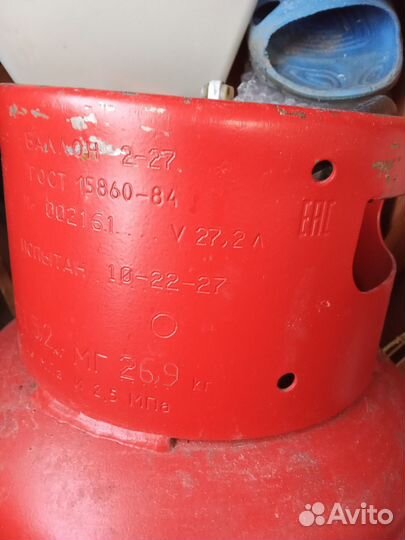 БАЛЛОН 2-27
ГОСТ 15860-84
002161 V 27,2 л
ИСПЫТАН 10-22-27
ЕАС
МГ 26,9 кг
2,5 МПа
Avito